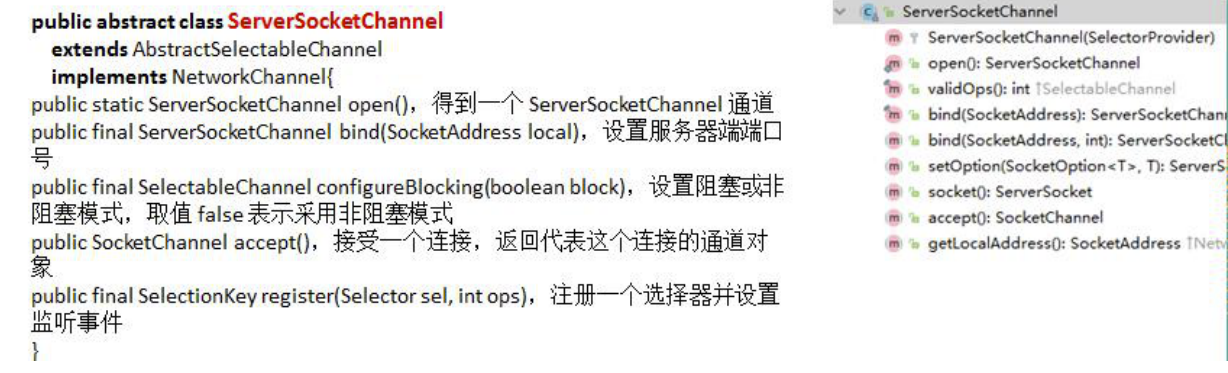 public abstract class ServerSocketChannel
extends AbstractSelectableChannel
implements NetworkChannel{
public static ServerSocketChannel open()，得到一个 ServerSocketChannel 通道
public final ServerSocketChannel bind(SocketAddress local)，设置服务器端端口
号
public final SelectableChannel configureBlocking(boolean block)，设置阻塞或非
阻塞模式，取值 false 表示采用非阻塞模式
public SocketChannel accept()，接受一个连接，返回代表这个连接的通道对
象
public final SelectionKey register(Selector sel, int ops)，注册一个选择器并设置
监听事件
}
ServerSocketChannel
ServerSocketChannel(SelectorProvider)
open(): ServerSocketChannel
validOps(): int ↑SelectableChannel
bind(SocketAddress): ServerSocketChan
bind(SocketAddress, int): ServerSocketC
setOption(SocketOption<T>, T): ServerS
socket(): ServerSocket
accept(): SocketChannel
getLocalAddress(): SocketAddress ↑Netw